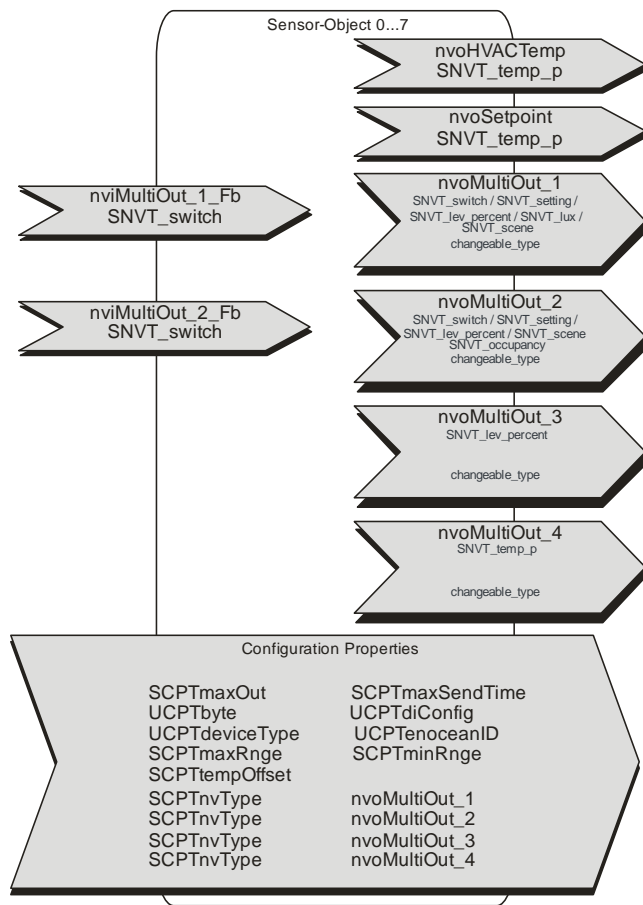 Sensor-Object 0...7
nvoHVACTemp
SNVT_temp_p
nvoSetpoint
SNVT_temp_p
nviMultiOut_1_Fb
SNVT_switch
nvoMultiOut_1
SNVT_switch / SNVT_setting /
SNVT_lev_percent / SNVT_lux /
SNVT_scene
changeable_type
nviMultiOut_2_Fb
SNVT_switch
nvoMultiOut_2
SNVT_switch / SNVT_setting /
SNVT_lev_percent / SNVT_scene
SNVT_occupancy
changeable_type
nvoMultiOut_3
SNVT_lev_percent
changeable_type
nvoMultiOut_4
SNVT_temp_p
changeable_type
Configuration Properties
SCPTmaxOut SCPTmaxSendTime
UCPTbyte UCPTdiConfig
UCPTdeviceType UCPTenoceanID
SCPTmaxRnge SCPTminRnge
SCPTtempOffset
SCPTnvType nvoMultiOut_1
SCPTnvType nvoMultiOut_2
SCPTnvType nvoMultiOut_3
SCPTnvType nvoMultiOut_4